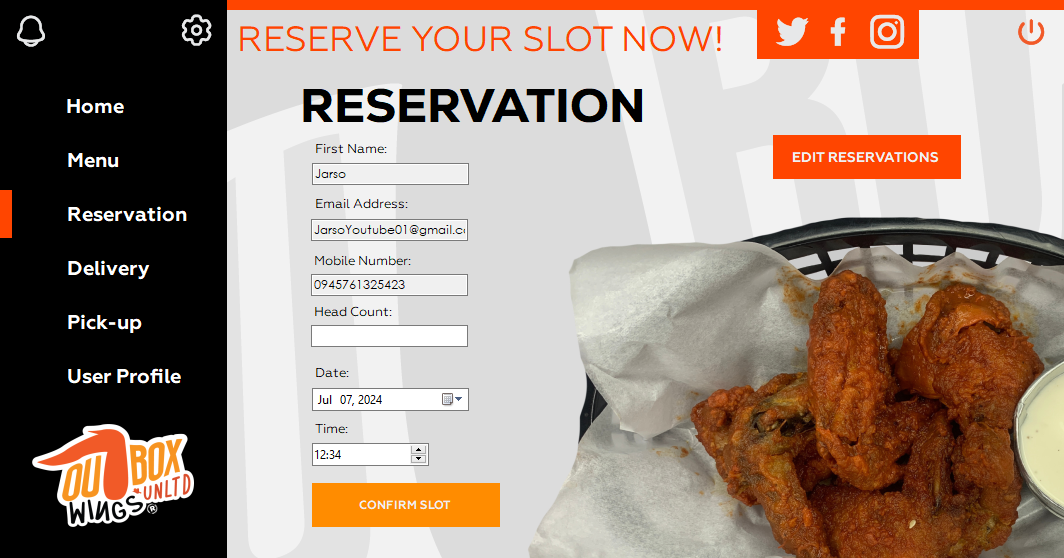 RESERVE YOUR SLOT NOW!
Home
Menu
Reservation
Delivery
Pick-up
User Profile
OUTBOX
UNLTD
WINGS®
RESERVATION
First Name:
Jarso
Email Address:
JarsoYoutube01@gmail.c
Mobile Number:
0945761325423
Head Count:
Date:
Jul 07, 2024
Time:
12:34
CONFIRM SLOT
EDIT RESERVATIONS